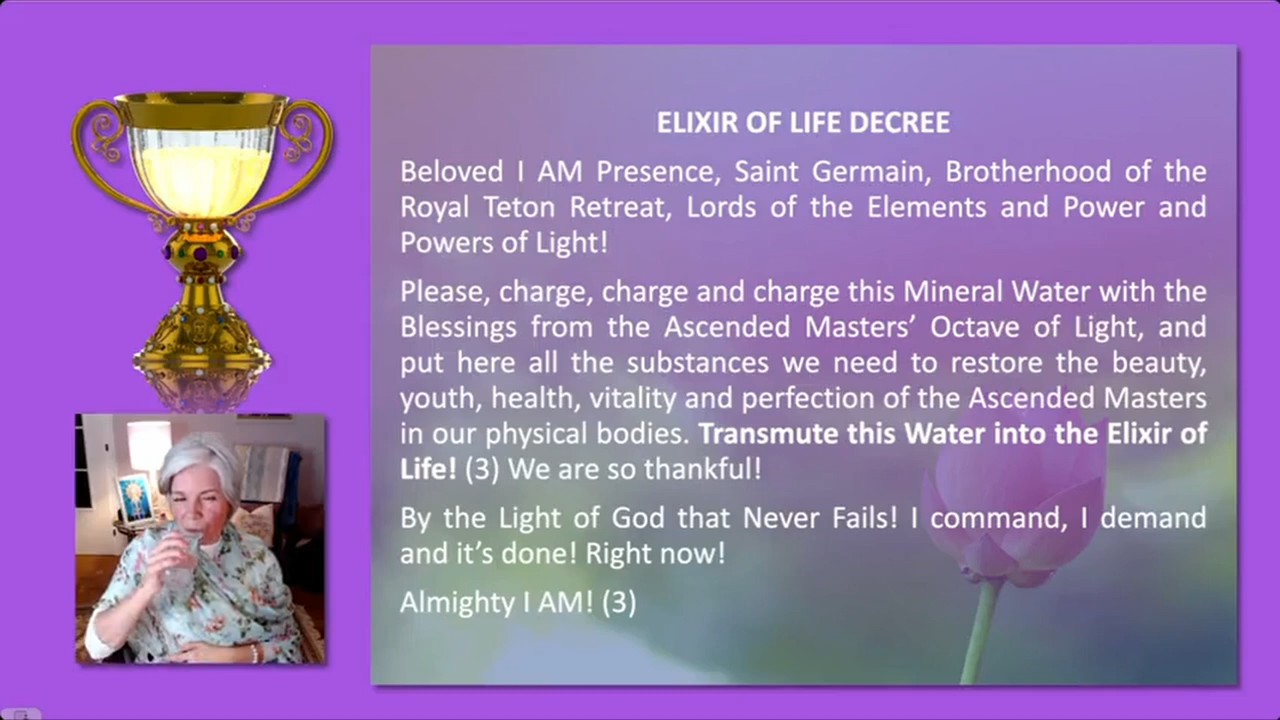 ELIXIR OF LIFE DECREE
Beloved I AM Presence, Saint Germain, Brotherhood of the
Royal Teton Retreat, Lords of the Elements and Power and
Powers of Light!
Please, charge, charge and charge this Mineral Water with the
Blessings from the Ascended Masters’ Octave of Light, and
put here all the substances we need to restore the beauty,
youth, health, vitality and perfection of the Ascended Masters
in our physical bodies. Transmute this Water into the Elixir of
Life! (3) We are so thankful!
By the Light of God that Never Fails! I command, I demand
and it’s done! Right now!
Almighty I AM! (3)